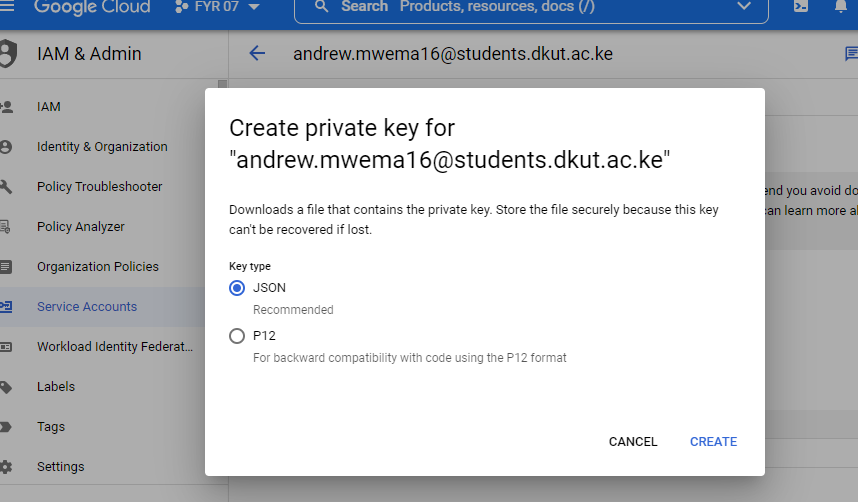 Google Cloud
FYR 07
Search Products, resources, docs (/)
IAM & Admin
andrew.mwema16@students.dkut.ac.ke
IAM
Identity & Organization
Policy Troubleshooter
Policy Analyzer
Organization Policies
Service Accounts
Workload Identity Federat...
Labels
Tags
Settings
Create private key for
"andrew.mwema16@students.dkut.ac.ke"
Downloads a file that contains the private key. Store the file securely because this key
can't be recovered if lost.
Key type
JSON
Recommended
P12
For backward compatibility with code using the P12 format
CANCEL
CREATE
end you avoid do
can learn more a